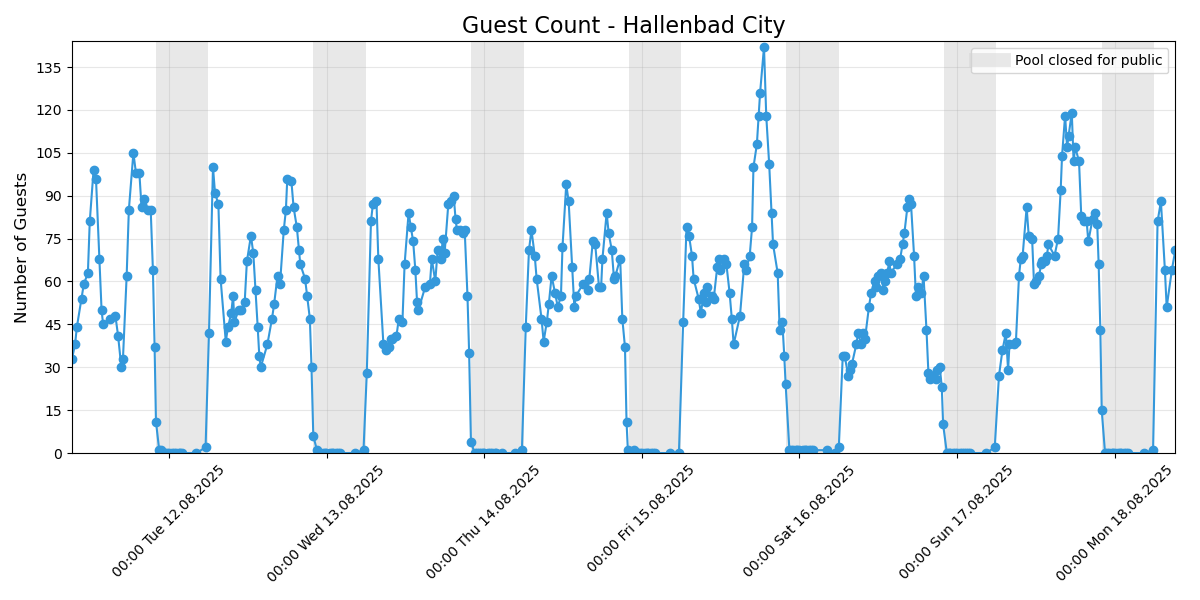 Guest Count - Hallenbad City
Pool closed for public
Number of Guests
135
120
105
90
75
60
45
30
15
0
00:00 Tue 12.08.2025
00:00 Wed 13.08.2025
00:00 Thu 14.08.2025
00:00 Fri 15.08.2025
00:00 Sat 16.08.2025
00:00 Sun 17.08.2025
00:00 Mon 18.08.2025